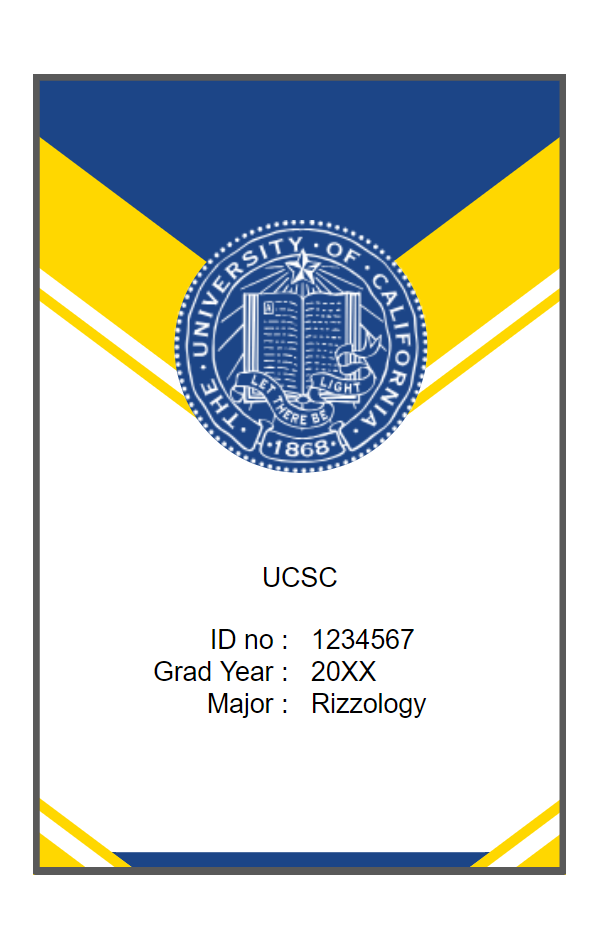 · THE · UNIVERSITY · OF · CALIFORNIA ·
A
LET THERE BE LIGHT
· 1868 ·
UCSC
ID no : 1234567
Grad Year : 20XX
Major : Rizzology